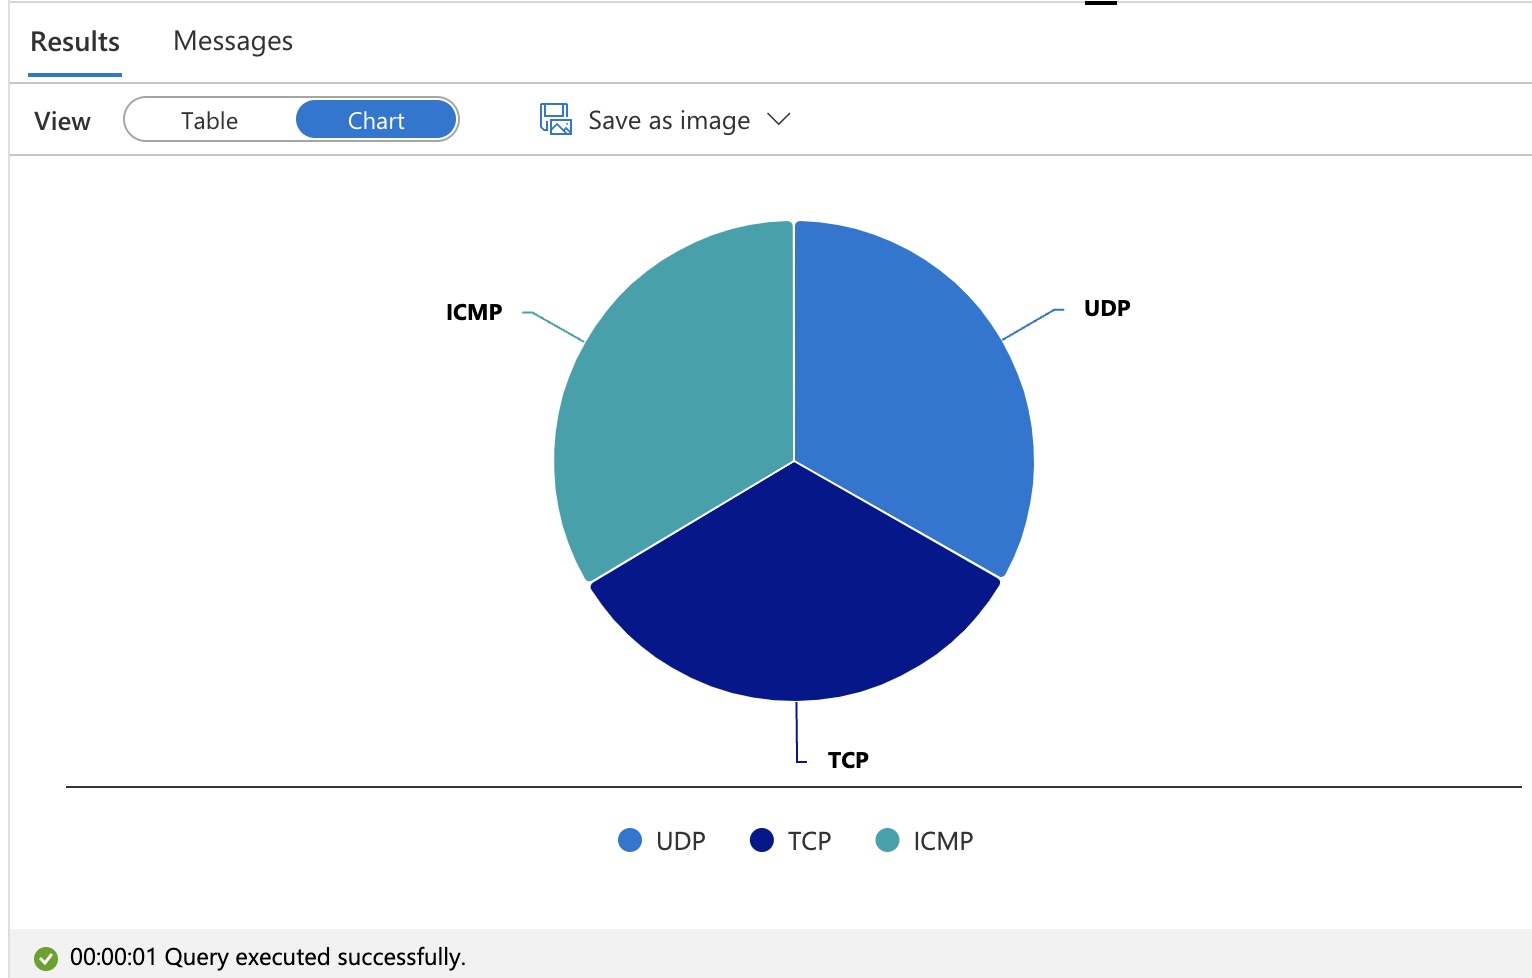 Results Messages
View Table Chart Save as image
ICMP UDP
TCP
UDP TCP ICMP
00:00:01 Query executed successfully.